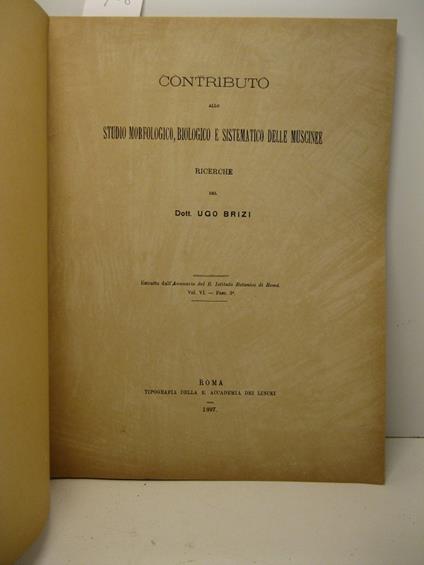 CONTRIBUTO
ALLO
STUDIO MORFOLOGICO, BIOLOGICO E SISTEMATICO DELLE MUSCINEE
RICERCHE
DEL
Dott. UGO BRIZI
Estratto dall'Annuario del R. Istituto Botanico di Roma.
Vol. VI. — Fasc. 3º.
ROMA
TIPOGRAFIA DELLA R. ACCADEMIA DEI LINCEI
1897.